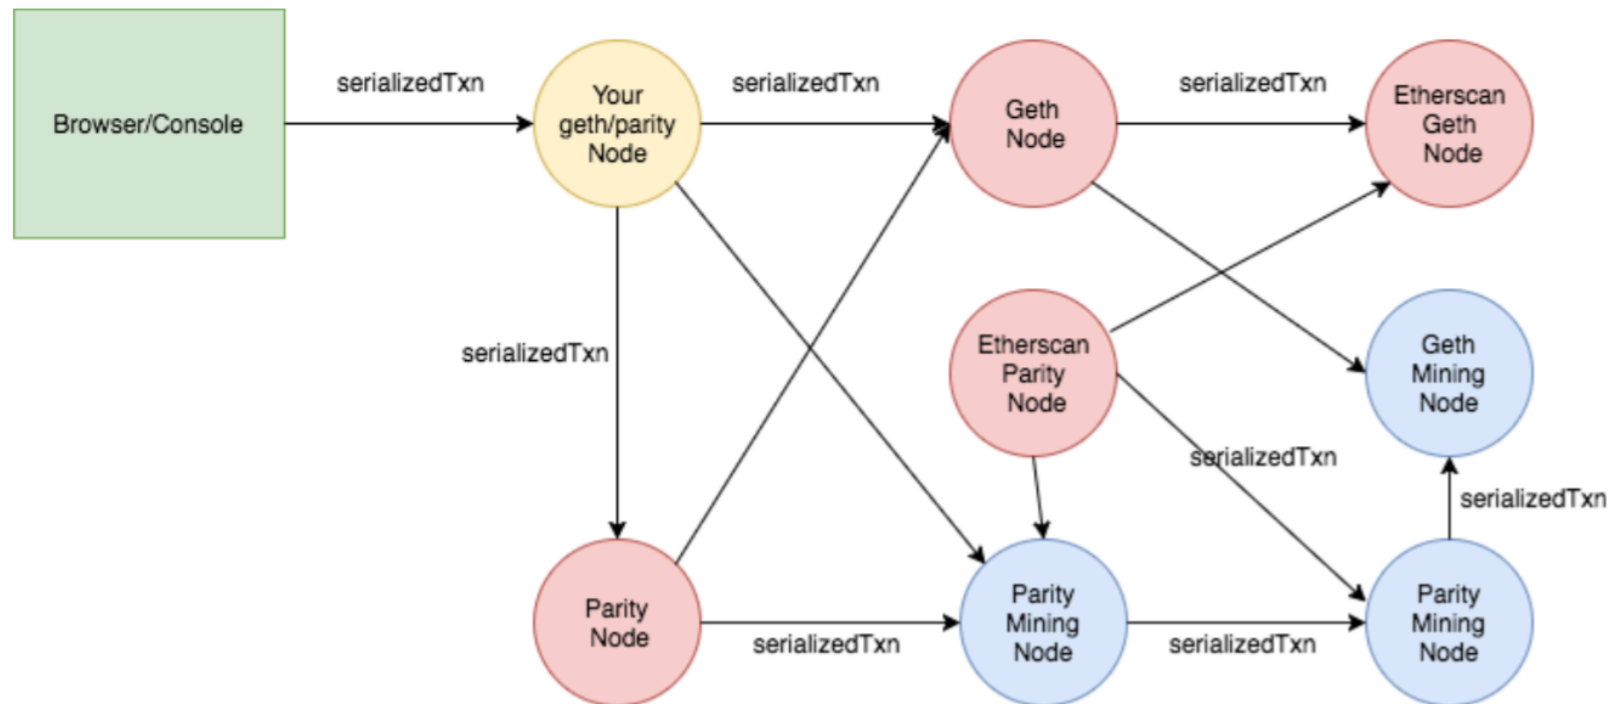 serializedTxn
serializedTxn
serializedTxn
Browser/Console
Your
geth/parity
Node
Geth
Node
Etherscan
Geth
Node
serializedTxn
Etherscan
Parity
Node
Geth
Mining
Node
serializedTxn
serializedTxn
Parity
Node
serializedTxn
Parity
Mining
Node
serializedTxn
Parity
Mining
Node